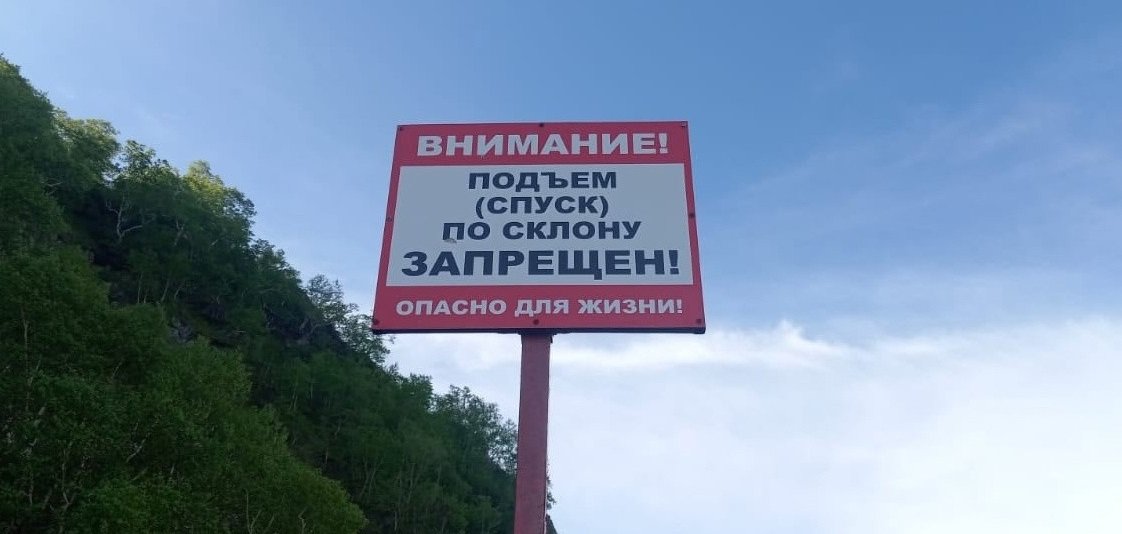 ВНИМАНИЕ!
ПОДЪЕМ
(СПУСК)
ПО СКЛОНУ
ЗАПРЕЩЕН!
ОПАСНО ДЛЯ ЖИЗНИ!